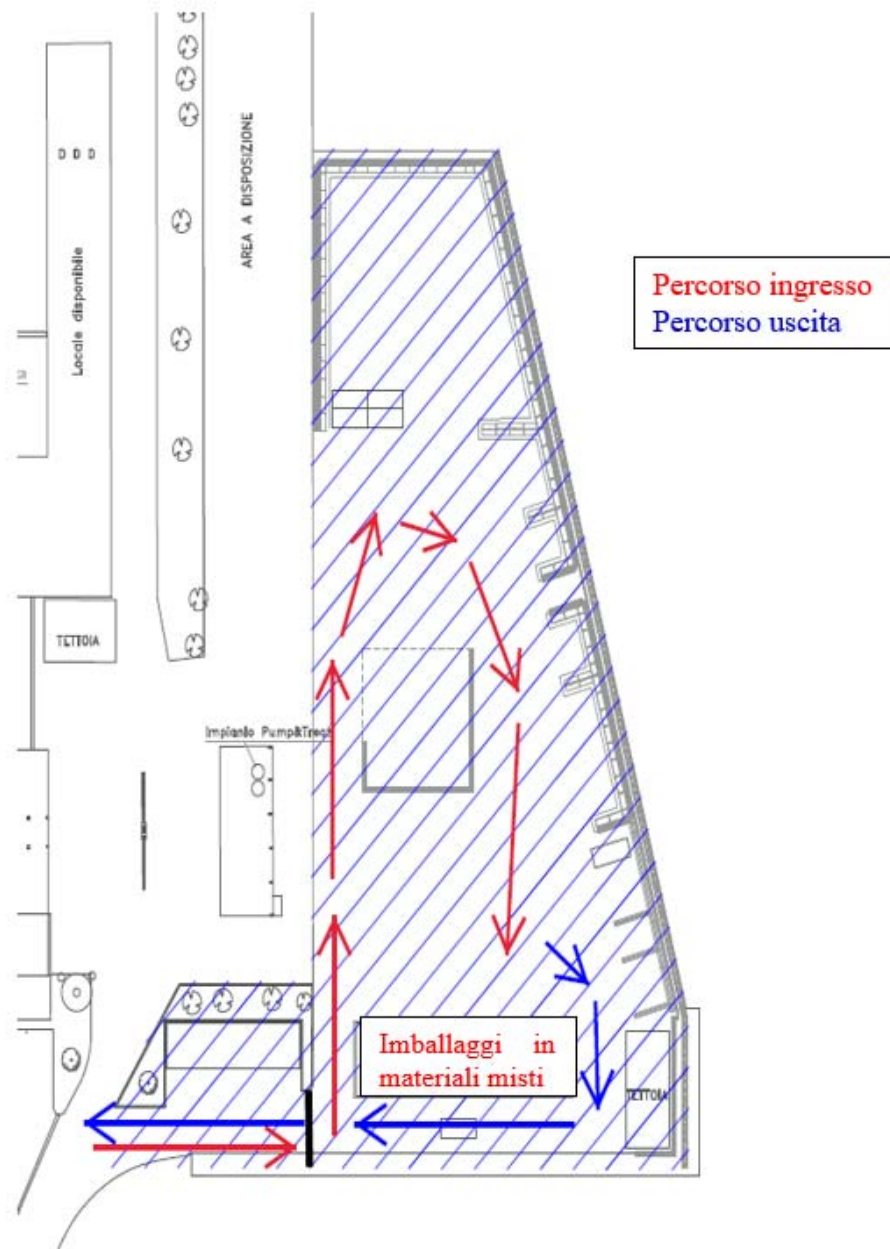 D D D
Locale disponibile
AREA A DISPOSIZIONE
Percorso ingresso
Percorso uscita
TETTOIA
Impianto Pump&Treat
Imballaggi in
materiali misti
TETTOIA